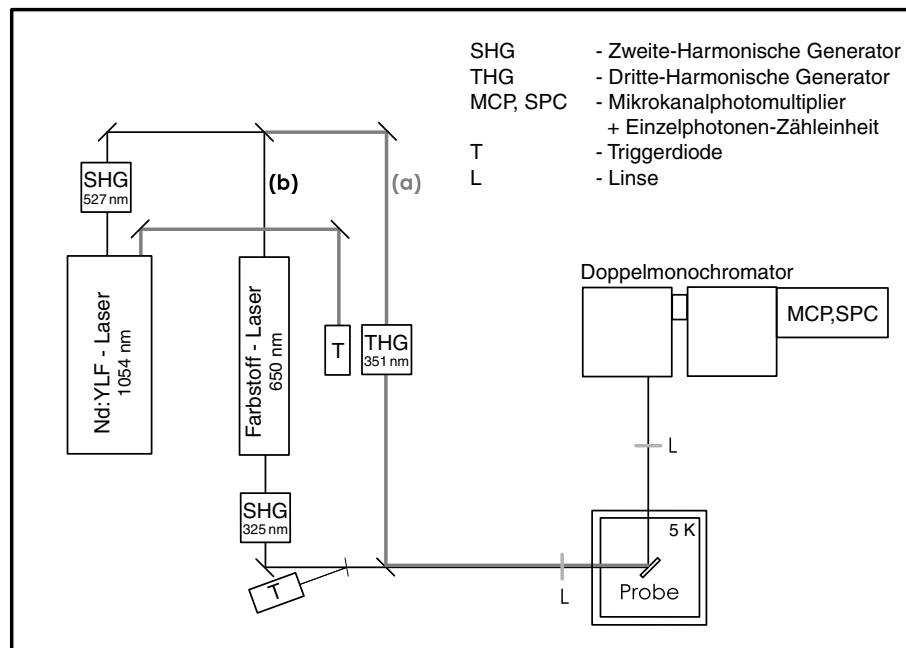 SHG - Zweite-Harmonische Generator
THG - Dritte-Harmonische Generator
MCP, SPC - Mikrokanalphotomultiplier
+ Einzelphotonen-Zähleinheit
T - Triggerdiode
L - Linse
SHG
527 nm
(b)
(a)
Nd:YLF - Laser
1054 nm
Farbstoff - Laser
650 nm
T
THG
351 nm
Doppelmonochromator
MCP,SPC
L
SHG
325 nm
T
L
5 K
Probe